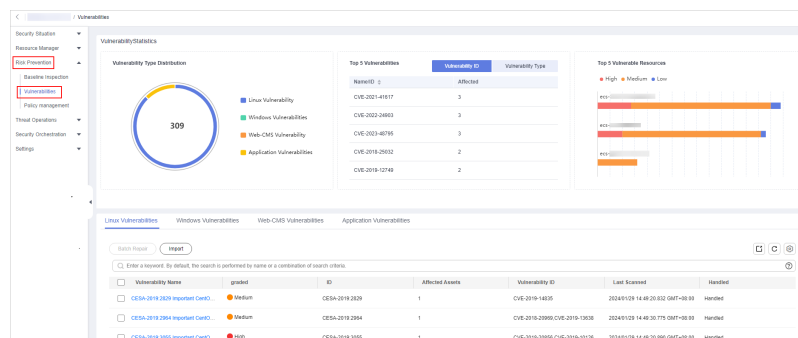 / Vulnerabilities
Security Situation
Resource Manager
Risk Prevention
Baseline Inspection
Vulnerabilities
Policy management
Threat Operations
Security Orchestration
Settings
VulnerabilityStatistics
Vulnerability Type Distribution
309
Linux Vulnerability
Windows Vulnerabilities
Web-CMS Vulnerability
Application Vulnerabilities
Top 5 Vulnerabilities Vulnerability ID Vulnerability Type
Name/ID Affected
CVE-2021-41617 3
CVE-2022-24903 3
CVE-2023-48795 3
CVE-2018-25032 2
CVE-2019-12749 2
Top 5 Vulnerable Resources
High Medium Low
ecs-
ecs-
ecs-
Linux Vulnerabilities Windows Vulnerabilities Web-CMS Vulnerabilities Application Vulnerabilities
Batch Repair Import
Enter a keyword. By default, the search is performed by name or a combination of search criteria.
Vulnerability Name graded ID Affected Assets Vulnerability ID Last Scanned Handled
CESA-2019:2829 Important CentO... Medium CESA-2019:2829 1 CVE-2019-14835 2024/01/29 14:49:20.832 GMT+08:00 Handled
CESA-2019:2964 Important CentO... Medium CESA-2019:2964 1 CVE-2018-20969,CVE-2019-13638 2024/01/29 14:49:30.775 GMT+08:00 Handled
High